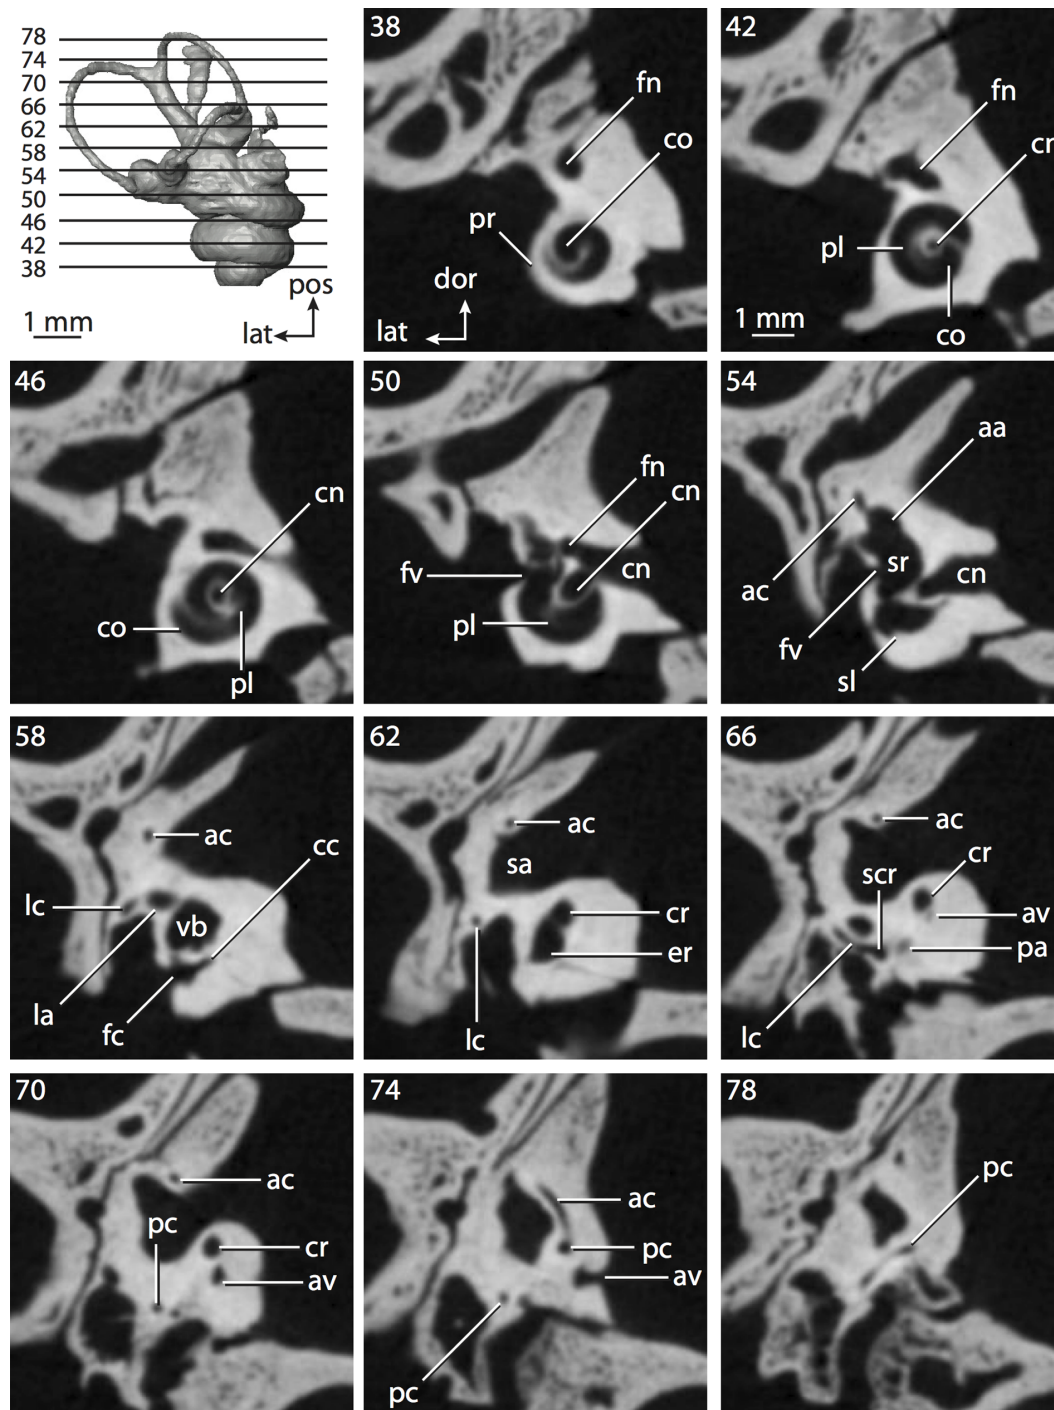 78
74
70
66
62
58
54
50
46
42
38
pos
lat
1 mm
38
fn
co
pr
dor
lat
42
fn
cn
pl
1 mm
co
46
cn
co
pl
50
fn
cn
fv
cn
pl
54
aa
ac
sr
cn
fv
sl
58
ac
cc
lc
vb
la
fc
62
ac
sa
cr
er
lc
66
ac
cr
scr
av
pa
lc
70
ac
pc
cr
av
74
ac
pc
av
pc
78
pc